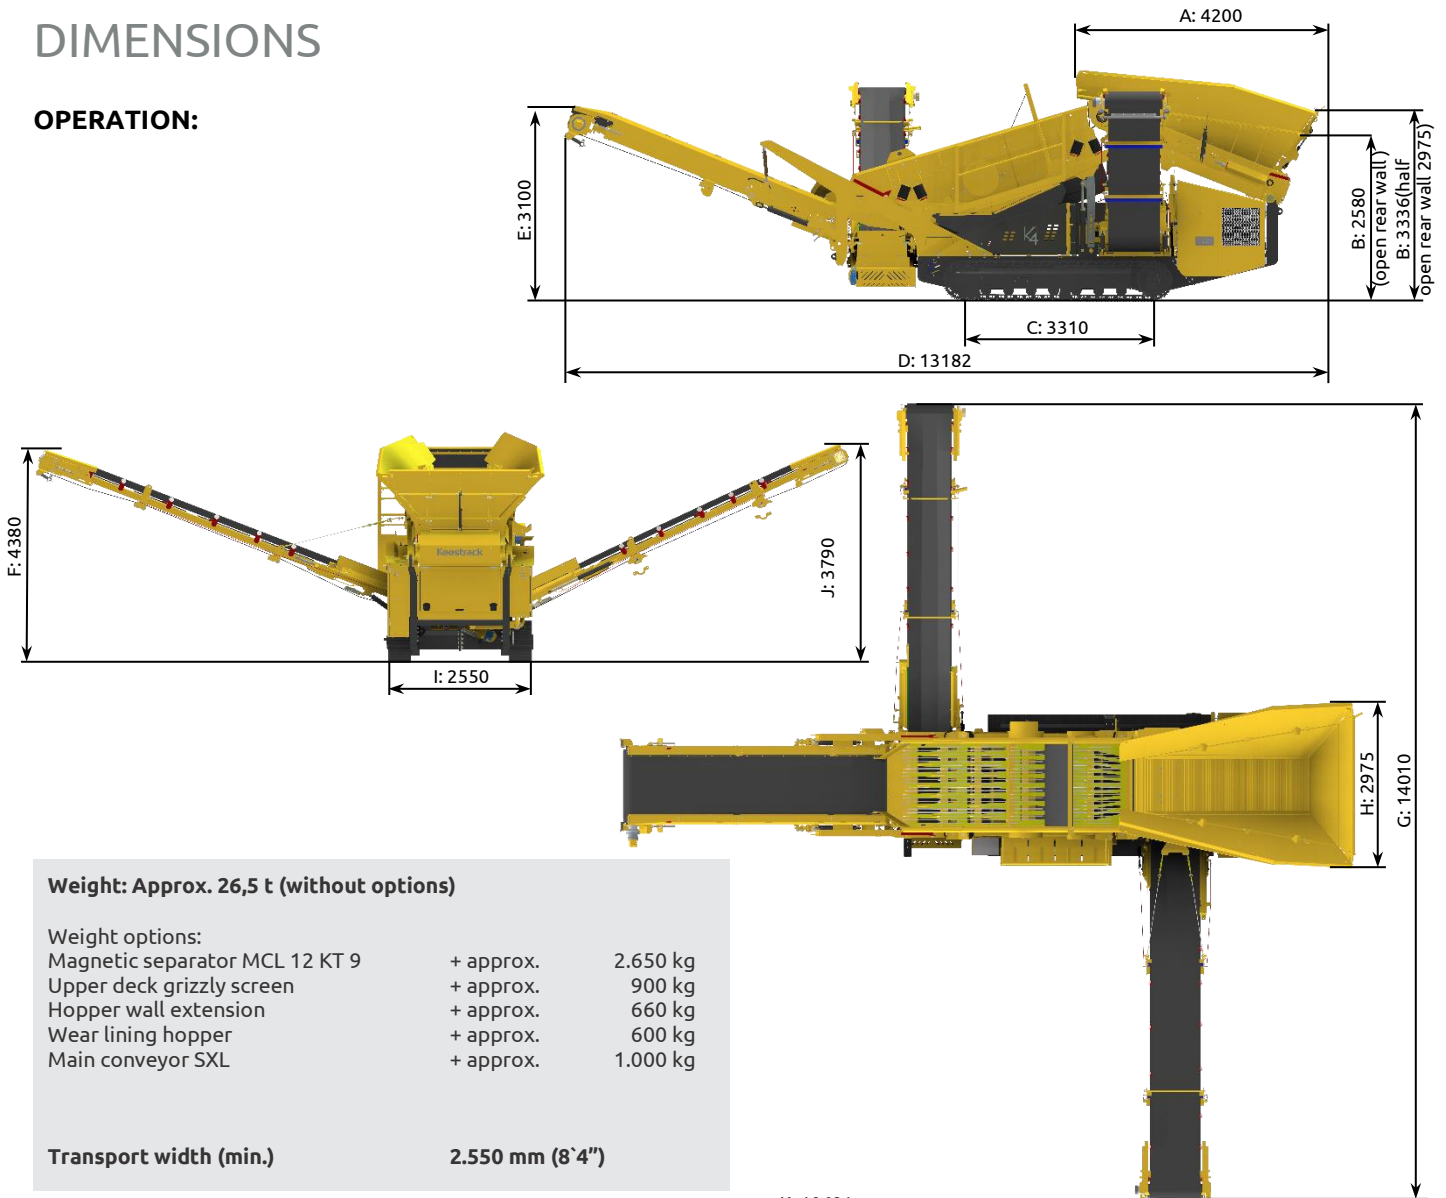 DIMENSIONS
OPERATION:
A: 4200
E: 3100
B: 2580
(open rear wall )
B: 3336(half
open rear wall 2975)
K4
C: 3310
D: 13182
F: 4380
Keestrack
J: 3790
I: 2550
H: 2975
G: 14010
Weight: Approx. 26,5 t (without options)
Weight options:
Magnetic separator MCL 12 KT 9 + approx. 2.650 kg
Upper deck grizzly screen + approx. 900 kg
Hopper wall extension + approx. 660 kg
Wear lining hopper + approx. 600 kg
Main conveyor SXL + approx. 1.000 kg
Transport width (min.) 2.550 mm (8`4”)